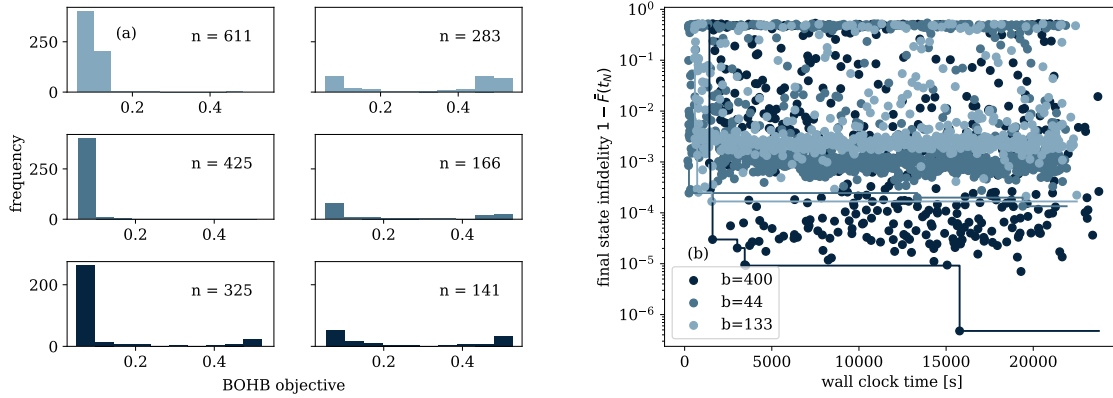 (a)
n = 611
n = 283
250
0
0.2
0.4
0.2
0.4
n = 425
n = 166
250
0
0.2
0.4
0.2
0.4
n = 325
n = 141
200
0
0.2
0.4
0.2
0.4
frequency
BOHB objective
final state infidelity 1 − F̄(t_N)
10⁰
10⁻¹
10⁻²
10⁻³
10⁻⁴
10⁻⁵
10⁻⁶
(b)
b=400
b=44
b=133
0
5000
10000
15000
20000
wall clock time [s]